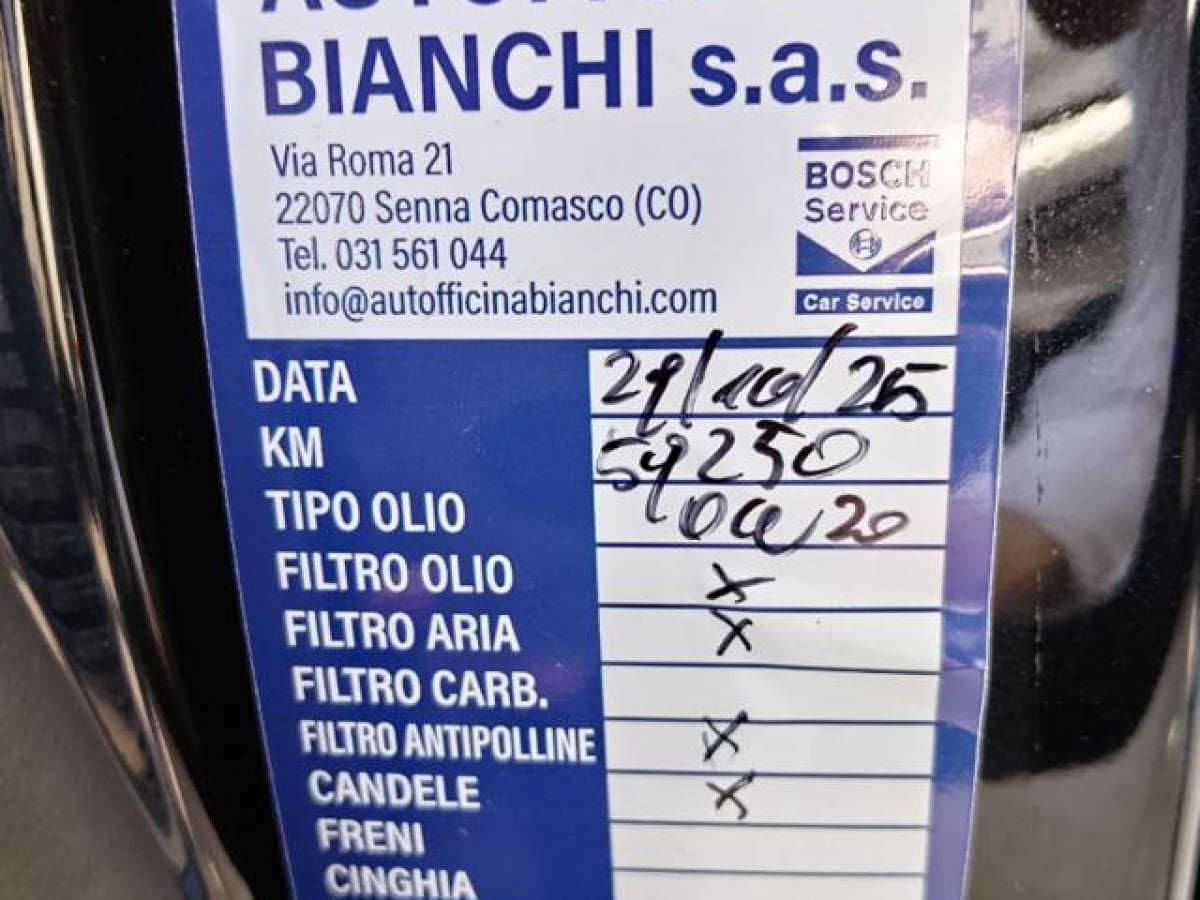 BIANCHI s.a.s.
Via Roma 21
22070 Senna Comasco (CO)
Tel. 031 561 044
info@autofficinabianchi.com
BOSCH
Service
Car Service
DATA 29/10/25
KM 59250
TIPO OLIO 0W20
FILTRO OLIO X
FILTRO ARIA X
FILTRO CARB.
FILTRO ANTIPOLLINE X
CANDELE X
FRENI
CINGHIA